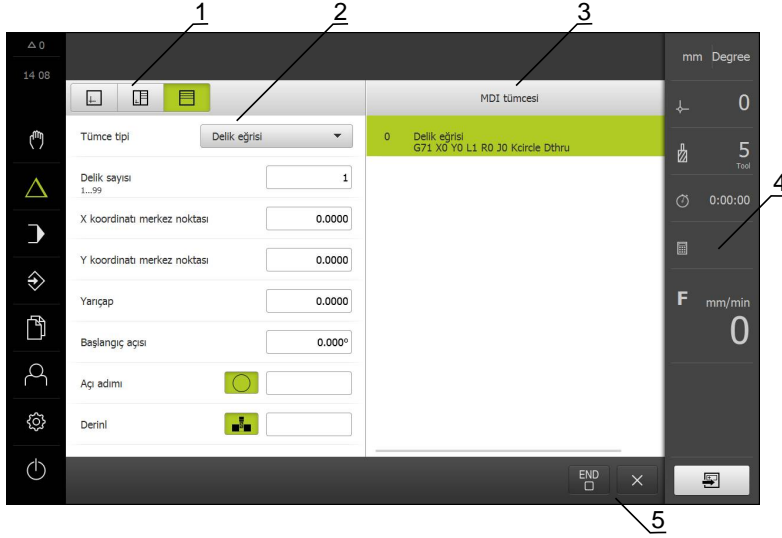 1
2
3
0
14 08
mm Degree
MDI tümcesi
0
Tümce tipi
Delik eğrisi
0 Delik eğrisi
G71 X0 Y0 L1 R0 J0 Kcircle Dthru
5
Tool
Delik sayısı
1...99
1
4
0:00:00
X koordinatı merkez noktası
0.0000
Y koordinatı merkez noktası
0.0000
Yarıçap
0.0000
F mm/min
0
Başlangıç açısı
0.000°
Açı adımı
Derinl
END
5